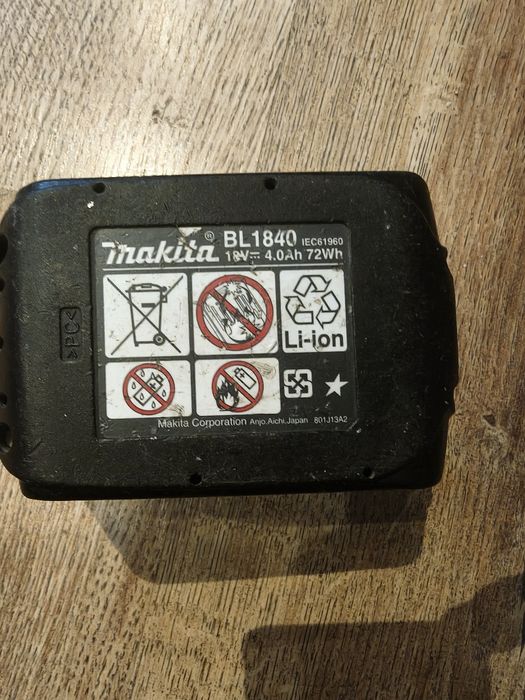 makita® BL1840 IEC61960
18V⎓ 4.0Ah 72Wh
>PC<
Li-ion
Makita Corporation Anjo,Aichi,Japan 801J13A2